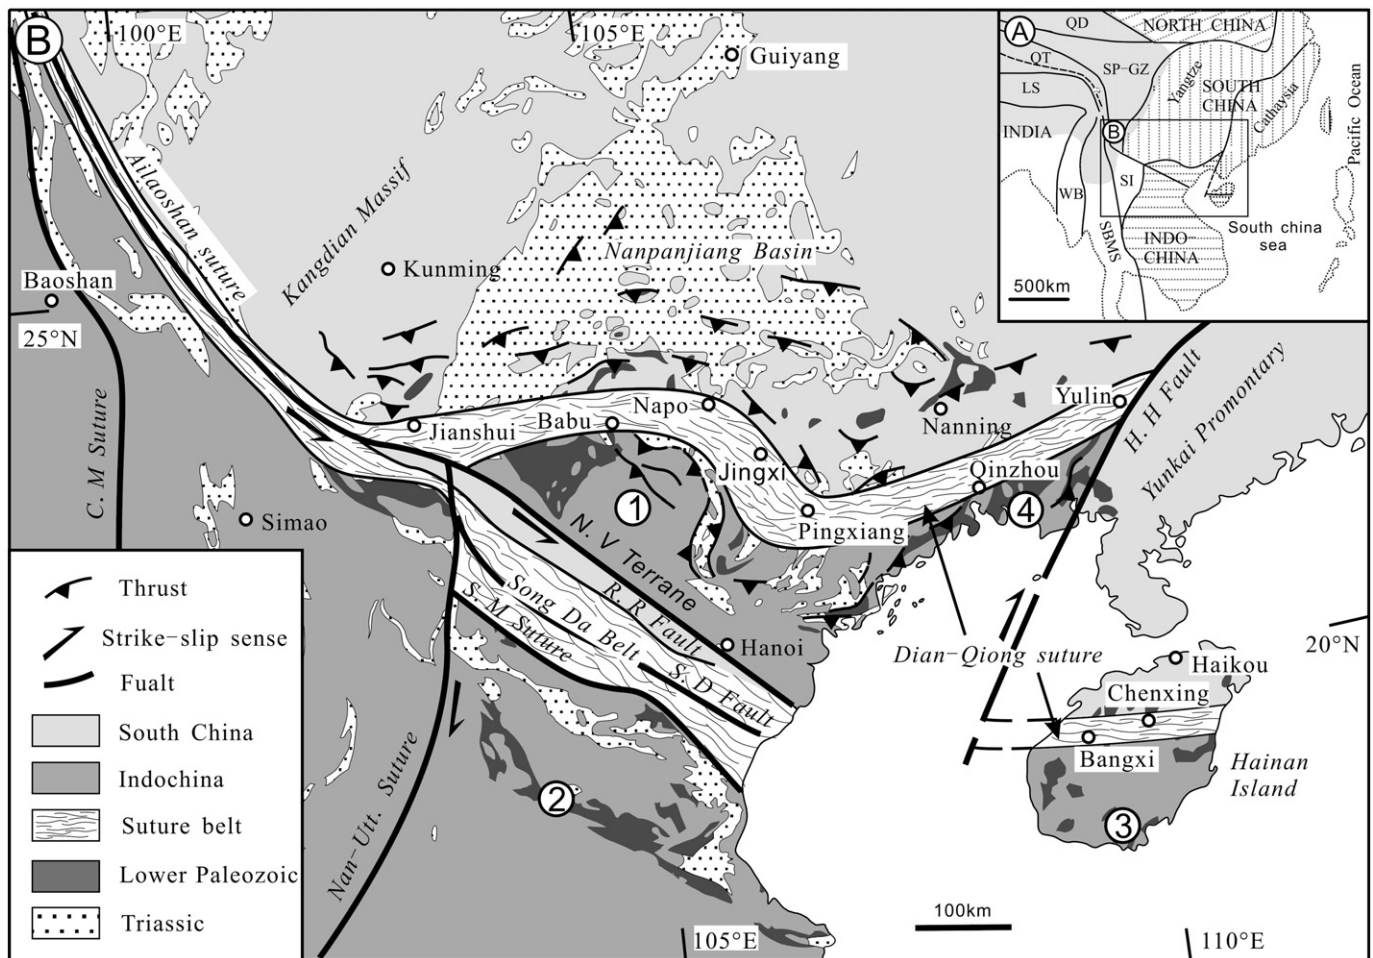 B
100°E
105°E
Guiyang
Ailaoshan suture
Kangdian Massif
Kunming
Nanpanjiang Basin
Baoshan
25°N
C. M Suture
Simao
Jianshui
Babu
Napo
Jingxi
Nanning
Yulin
Qinzhou
Pingxiang
H. H Fault
Yunkai Promontary
1
4
N. V Terrane
R. R Fault
Song Da Belt
S. M Suture
S. D Fault
Hanoi
Dian-Qiong suture
20°N
Haikou
Chenxing
Bangxi
Hainan
Island
Nan-Utt. Suture
2
3
100km
105°E
110°E
A
QD
NORTH CHINA
QT
SP-GZ
LS
Yangtze
SOUTH
CHINA
Cathaysia
Pacific Ocean
INDIA
B
WB
SI
SBMS
INDO-
CHINA
South china
sea
500km
Thrust
Strike-slip sense
Fualt
South China
Indochina
Suture belt
Lower Paleozoic
Triassic